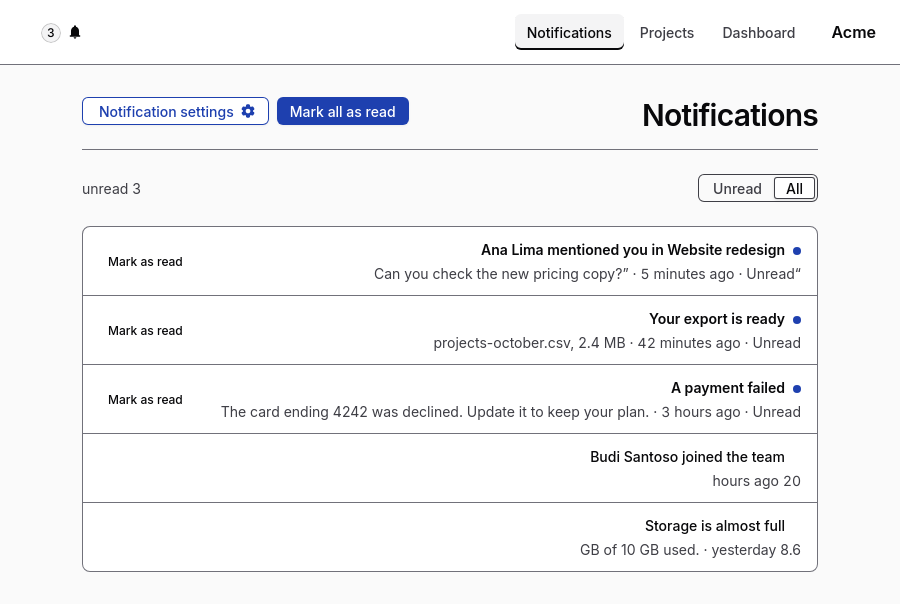 Acme
Dashboard
Projects
Notifications
3
Notifications
Mark all as read
Notification settings
All
Unread
unread 3
Ana Lima mentioned you in Website redesign
Can you check the new pricing copy?” · 5 minutes ago · Unread“
Mark as read
Your export is ready
projects-october.csv, 2.4 MB · 42 minutes ago · Unread
Mark as read
A payment failed
The card ending 4242 was declined. Update it to keep your plan. · 3 hours ago · Unread
Mark as read
Budi Santoso joined the team
hours ago 20
Storage is almost full
GB of 10 GB used. · yesterday 8.6